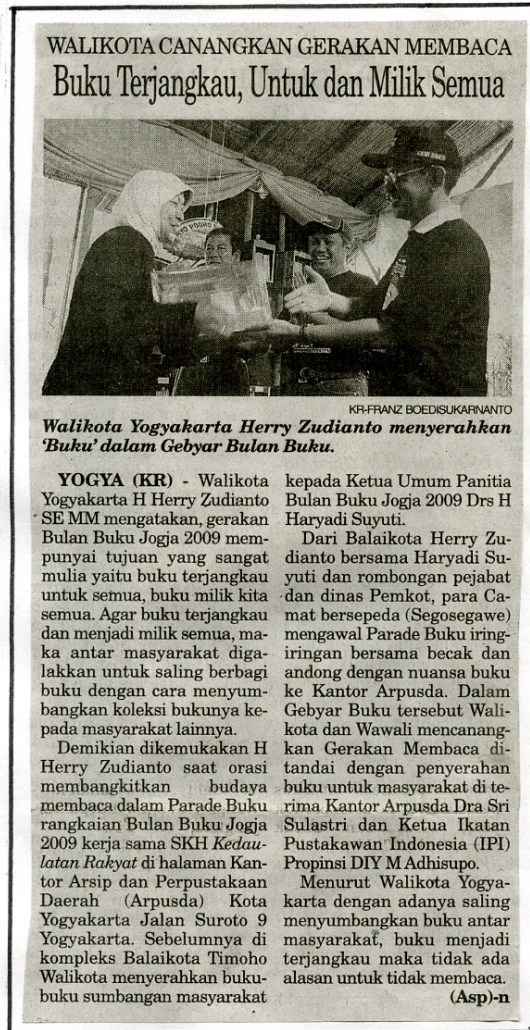 WALIKOTA CANANGKAN GERAKAN MEMBACA
Buku Terjangkau, Untuk dan Milik Semua
KR-FRANZ BOEDISUKARNANTO
Walikota Yogyakarta Herry Zudianto menyerahkan
'Buku' dalam Gebyar Bulan Buku.
YOGYA (KR) - Walikota
Yogyakarta H Herry Zudianto
SE MM mengatakan, gerakan
Bulan Buku Jogja 2009 mem-
punyai tujuan yang sangat
mulia yaitu buku terjangkau
untuk semua, buku milik kita
semua. Agar buku terjangkau
dan menjadi milik semua, ma-
ka antar masyarakat diga-
lakkan untuk saling berbagi
buku dengan cara menyum-
bangkan koleksi bukunya ke-
pada masyarakat lainnya.
Demikian dikemukakan H
Herry Zudianto saat orasi
membangkitkan budaya
membaca dalam Parade Buku
rangkaian Bulan Buku Jogja
2009 kerja sama SKH Kedau-
latan Rakyat di halaman Kan-
tor Arsip dan Perpustakaan
Daerah (Arpusda) Kota
Yogyakarta Jalan Suroto 9
Yogyakarta. Sebelumnya di
kompleks Balaikota Timoho
Walikota menyerahkan buku-
buku sumbangan masyarakat
kepada Ketua Umum Panitia
Bulan Buku Jogja 2009 Drs H
Haryadi Suyuti.
Dari Balaikota Herry Zu-
dianto bersama Haryadi Su-
yuti dan rombongan pejabat
dan dinas Pemkot, para Ca-
mat bersepeda (Segosegawe)
mengawal Parade Buku iring-
iringan bersama becak dan
andong dengan nuansa buku
ke Kantor Arpusda. Dalam
Gebyar Buku tersebut Wali-
kota dan Wawali mencanang-
kan Gerakan Membaca di-
tandai dengan penyerahan
buku untuk masyarakat di te-
rima Kantor Arpusda Dra Sri
Sulastri dan Ketua Ikatan
Pustakawan Indonesia (IPI)
Propinsi DIY M Adhisupo.
Menurut Walikota Yogya-
karta dengan adanya saling
menyumbangkan buku antar
masyarakat, buku menjadi
terjangkau maka tidak ada
alasan untuk tidak membaca.
(Asp)-n